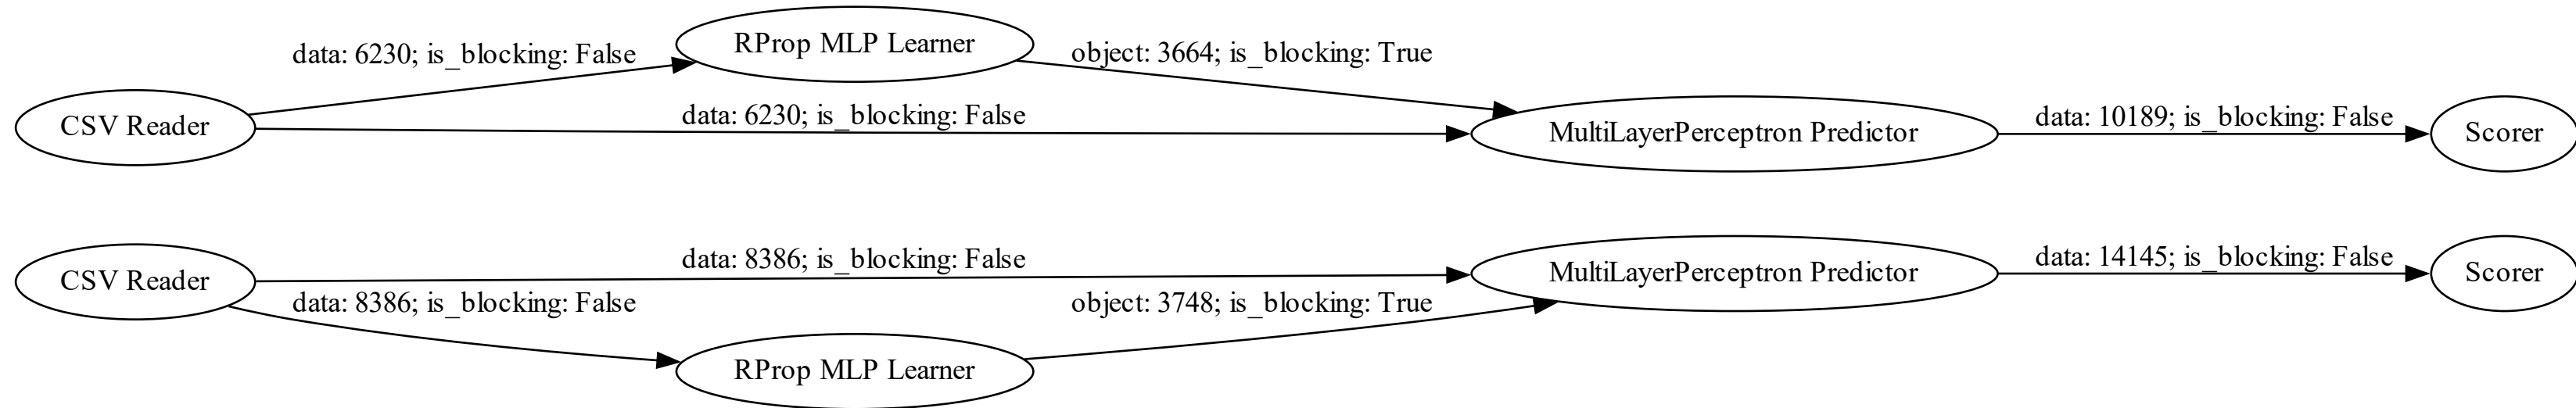 RProp MLP Learner
data: 6230; is_blocking: False
object: 3664; is_blocking: True
CSV Reader
data: 6230; is_blocking: False
MultiLayerPerceptron Predictor
data: 10189; is_blocking: False
Scorer
CSV Reader
data: 8386; is_blocking: False
MultiLayerPerceptron Predictor
data: 14145; is_blocking: False
Scorer
data: 8386; is_blocking: False
object: 3748; is_blocking: True
RProp MLP Learner